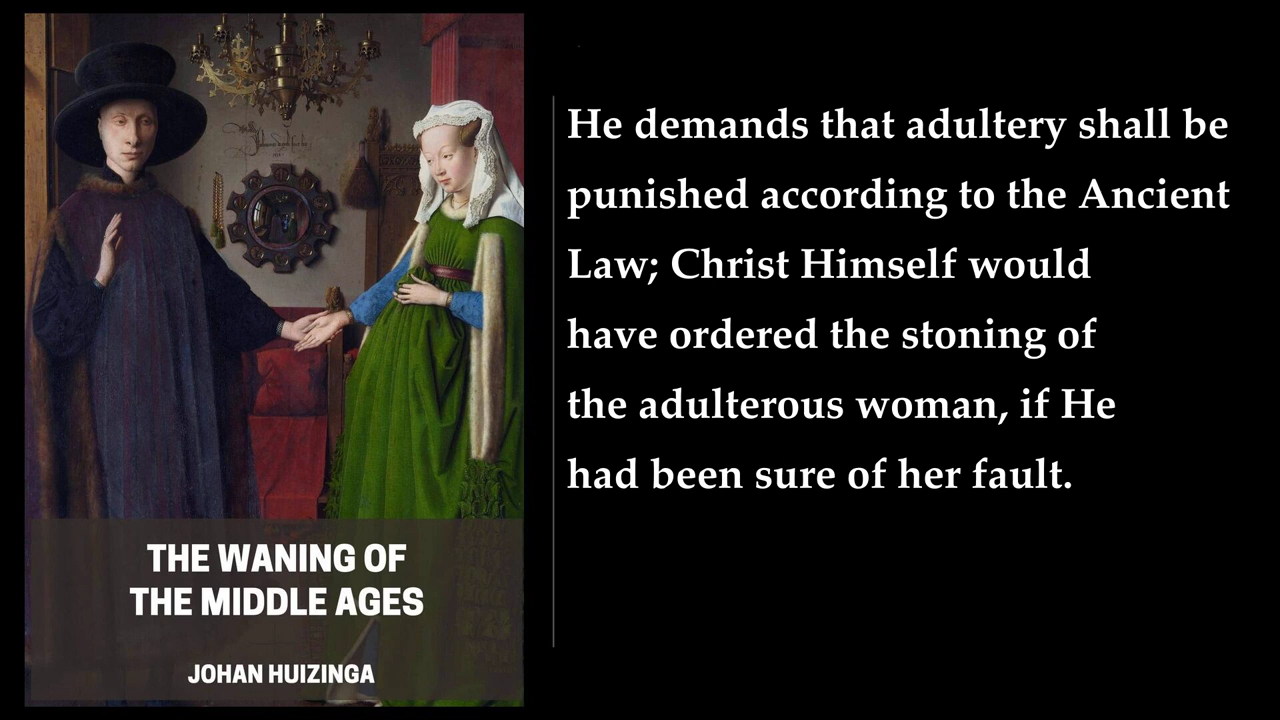 THE WANING OF
THE MIDDLE AGES
JOHAN HUIZINGA
He demands that adultery shall be
punished according to the Ancient
Law; Christ Himself would
have ordered the stoning of
the adulterous woman, if He
had been sure of her fault.